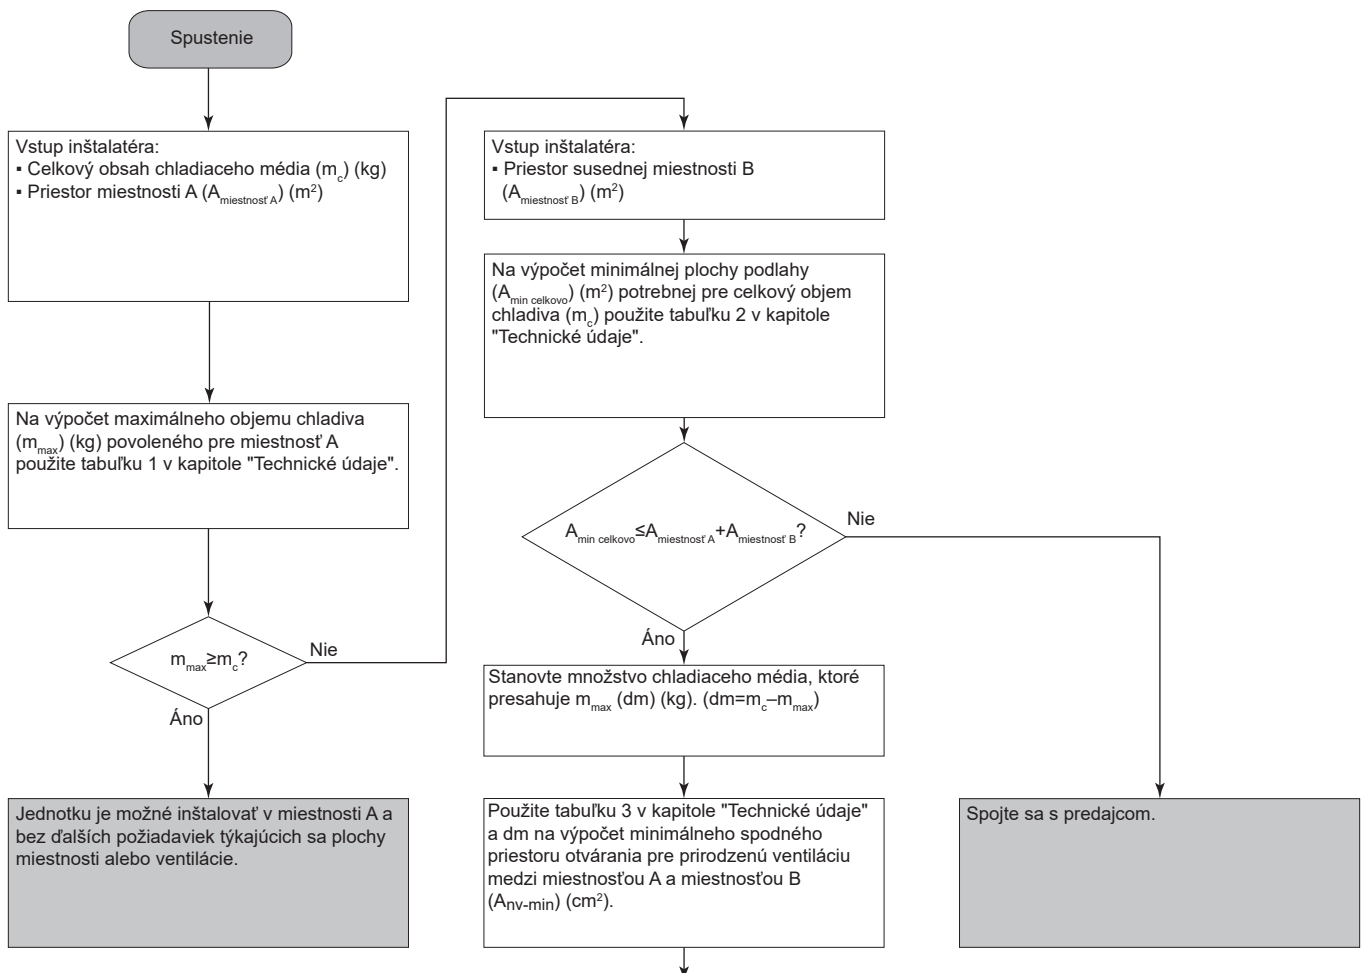 Spustenie
Vstup inštalatéra:
▪ Celkový obsah chladiaceho média (mc) (kg)
▪ Priestor miestnosti A (Amiestnosť A) (m²)
Na výpočet maximálneho objemu chladiva
(mmax) (kg) povoleného pre miestnosť A
použite tabuľku 1 v kapitole "Technické údaje".
mmax≥mc?
Nie
Áno
Jednotku je možné inštalovať v miestnosti A a
bez ďalších požiadaviek týkajúcich sa plochy
miestnosti alebo ventilácie.
Vstup inštalatéra:
▪ Priestor susednej miestnosti B
(Amiestnosť B) (m²)
Na výpočet minimálnej plochy podlahy
(Amin celkovo) (m²) potrebnej pre celkový objem
chladiva (mc) použite tabuľku 2 v kapitole
"Technické údaje".
Amin celkovo≤Amiestnosť A+Amiestnosť B?
Nie
Áno
Stanovte množstvo chladiaceho média, ktoré
presahuje mmax (dm) (kg). (dm=mc–mmax)
Použite tabuľku 3 v kapitole "Technické údaje"
a dm na výpočet minimálneho spodného
priestoru otvárania pre prirodzenú ventiláciu
medzi miestnosťou A a miestnosťou B
(Anv-min) (cm²).
Spojte sa s predajcom.